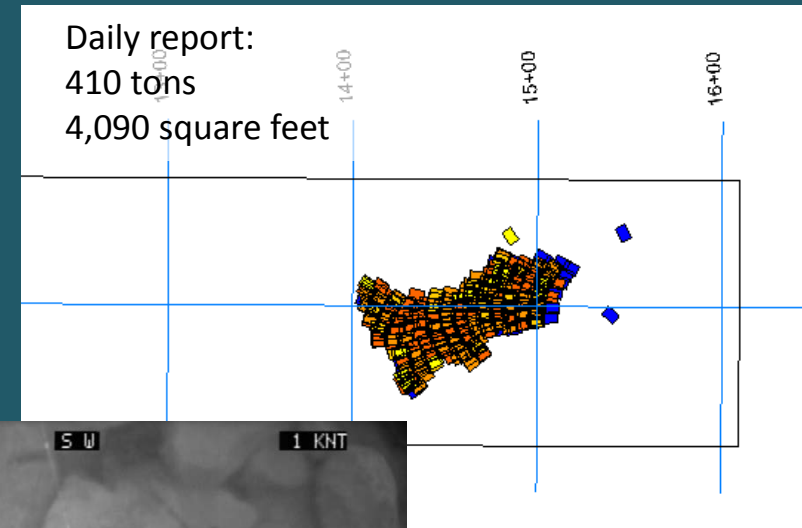 Daily report:
410 tons
4,090 square feet
14+00
15+00
16+00
S W
1 KNT